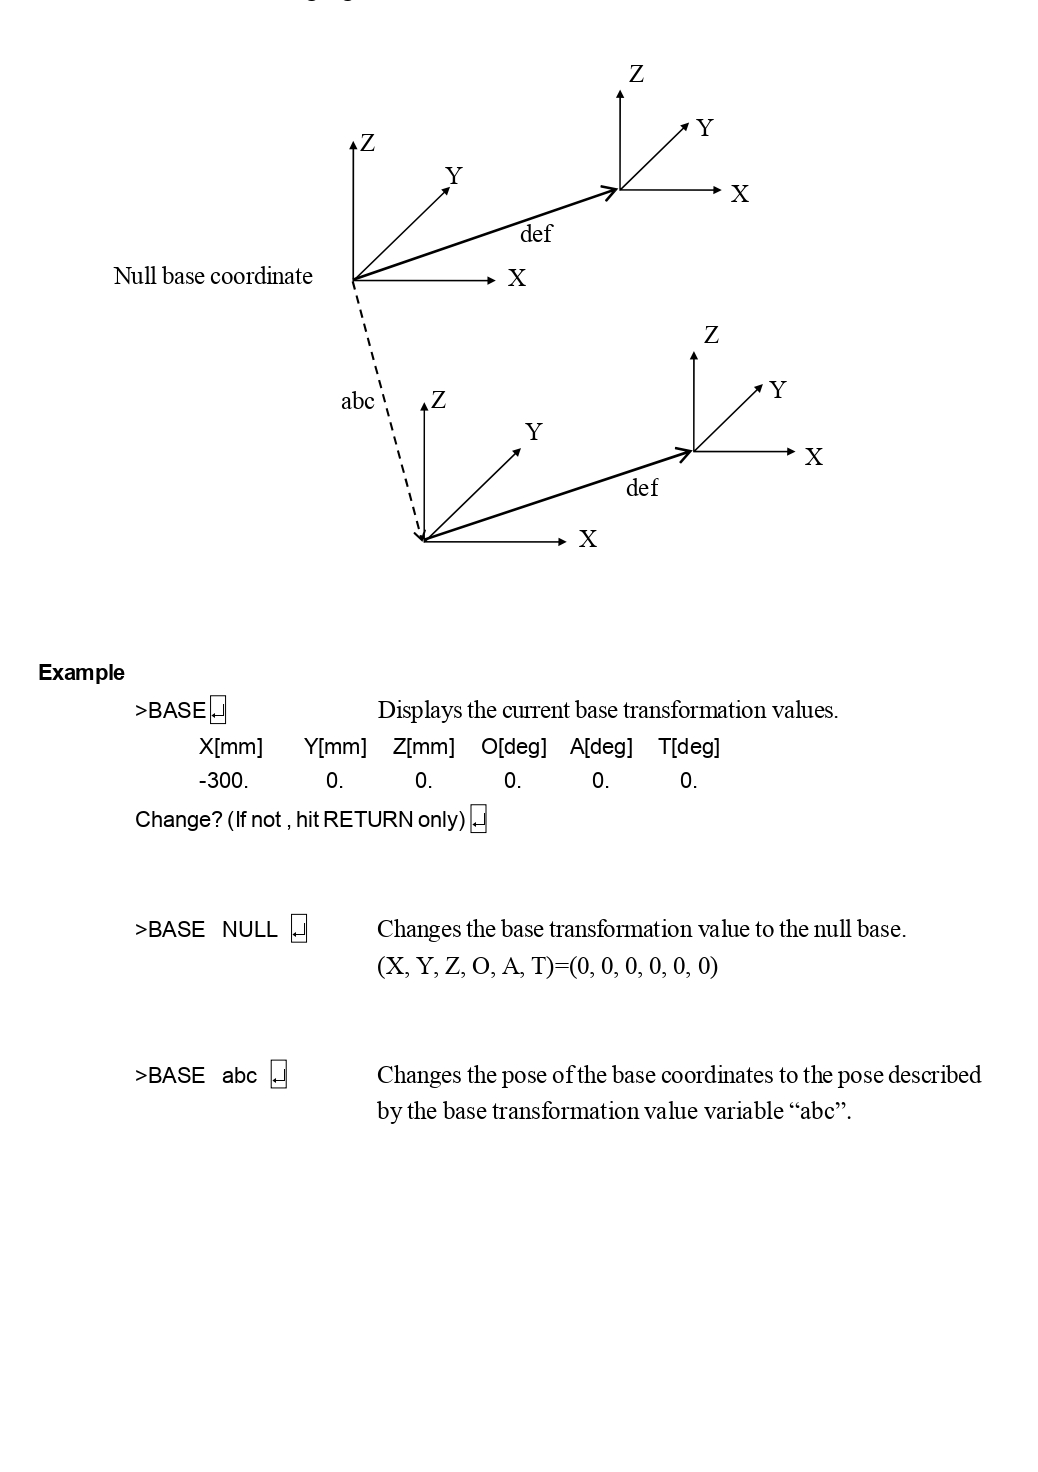 Z
Y
X
Z
Y
def
Null base coordinate
X
Z
Y
X
abc
Z
Y
def
X
Example
>BASE↵ Displays the current base transformation values.
X[mm] Y[mm] Z[mm] O[deg] A[deg] T[deg]
-300. 0. 0. 0. 0. 0.
Change? (If not , hit RETURN only) ↵
>BASE NULL ↵ Changes the base transformation value to the null base.
(X, Y, Z, O, A, T)=(0, 0, 0, 0, 0, 0)
>BASE abc ↵ Changes the pose of the base coordinates to the pose described
by the base transformation value variable “abc”.